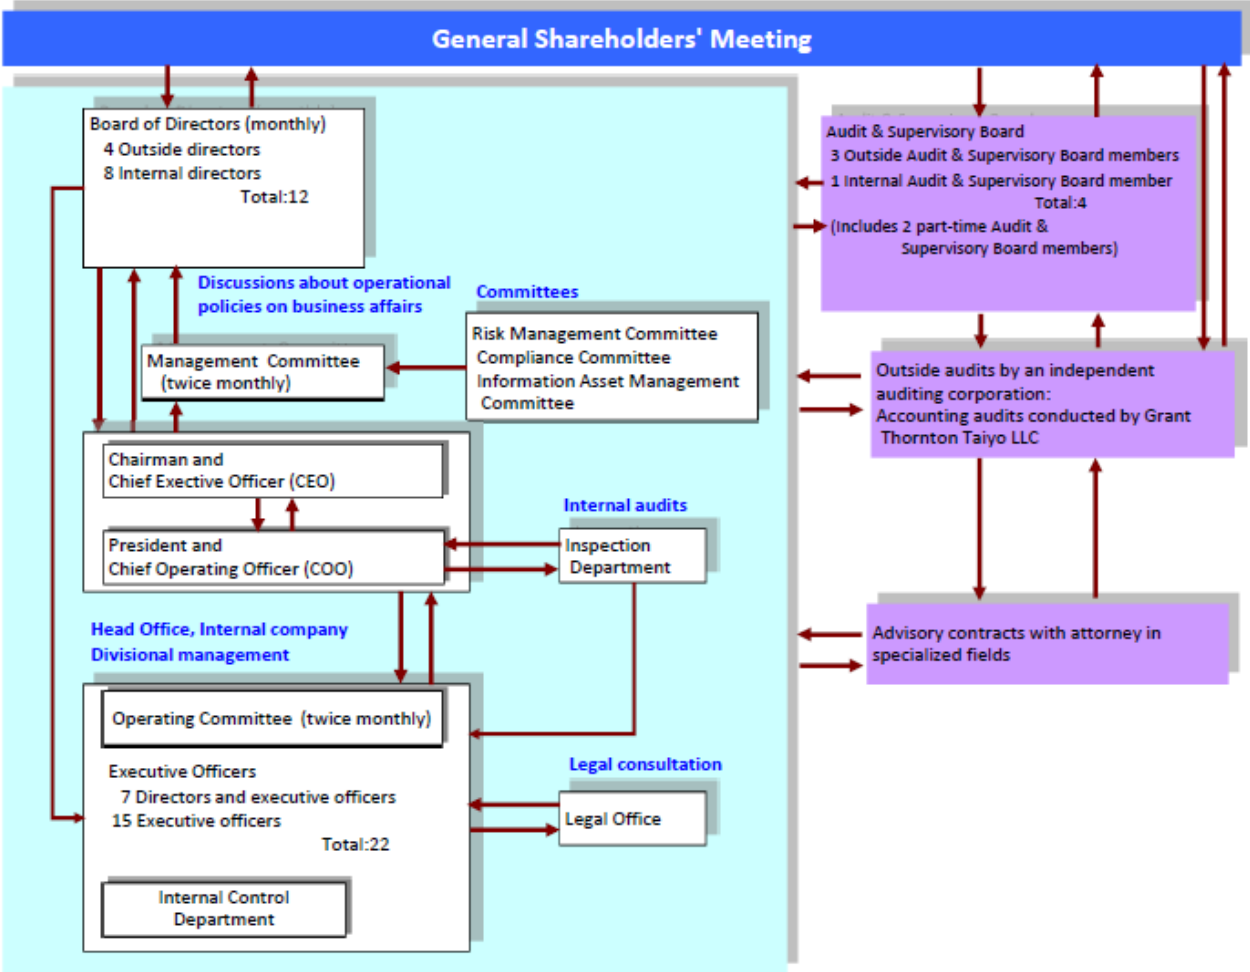 General Shareholders' Meeting
Board of Directors (monthly)
4 Outside directors
8 Internal directors
Total:12
Audit & Supervisory Board
3 Outside Audit & Supervisory Board members
1 Internal Audit & Supervisory Board member
Total:4
(Includes 2 part-time Audit &
Supervisory Board members)
Discussions about operational
policies on business affairs
Committees
Risk Management Committee
Compliance Committee
Information Asset Management
Committee
Management Committee
(twice monthly)
Outside audits by an independent
auditing corporation:
Accounting audits conducted by Grant
Thornton Taiyo LLC
Chairman and
Chief Exective Officer (CEO)
President and
Chief Operating Officer (COO)
Internal audits
Inspection
Department
Head Office, Internal company
Divisional management
Advisory contracts with attorney in
specialized fields
Operating Committee (twice monthly)
Executive Officers
7 Directors and executive officers
15 Executive officers
Total:22
Legal consultation
Legal Office
Internal Control
Department